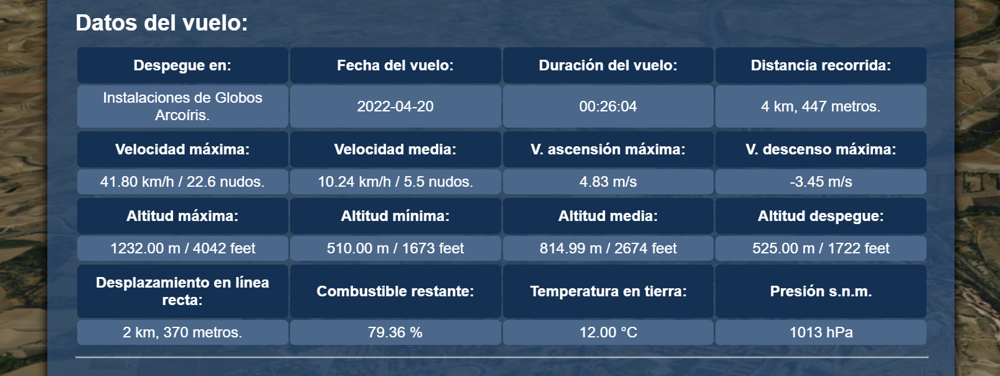 Datos del vuelo:
Despegue en:
Fecha del vuelo:
Duración del vuelo:
Distancia recorrida:
Instalaciones de Globos
Arcoíris.
2022-04-20
00:26:04
4 km, 447 metros.
Velocidad máxima:
Velocidad media:
V. ascensión máxima:
V. descenso máxima:
41.80 km/h / 22.6 nudos.
10.24 km/h / 5.5 nudos.
4.83 m/s
-3.45 m/s
Altitud máxima:
Altitud mínima:
Altitud media:
Altitud despegue:
1232.00 m / 4042 feet
510.00 m / 1673 feet
814.99 m / 2674 feet
525.00 m / 1722 feet
Desplazamiento en línea
recta:
Combustible restante:
Temperatura en tierra:
Presión s.n.m.
2 km, 370 metros.
79.36 %
12.00 °C
1013 hPa